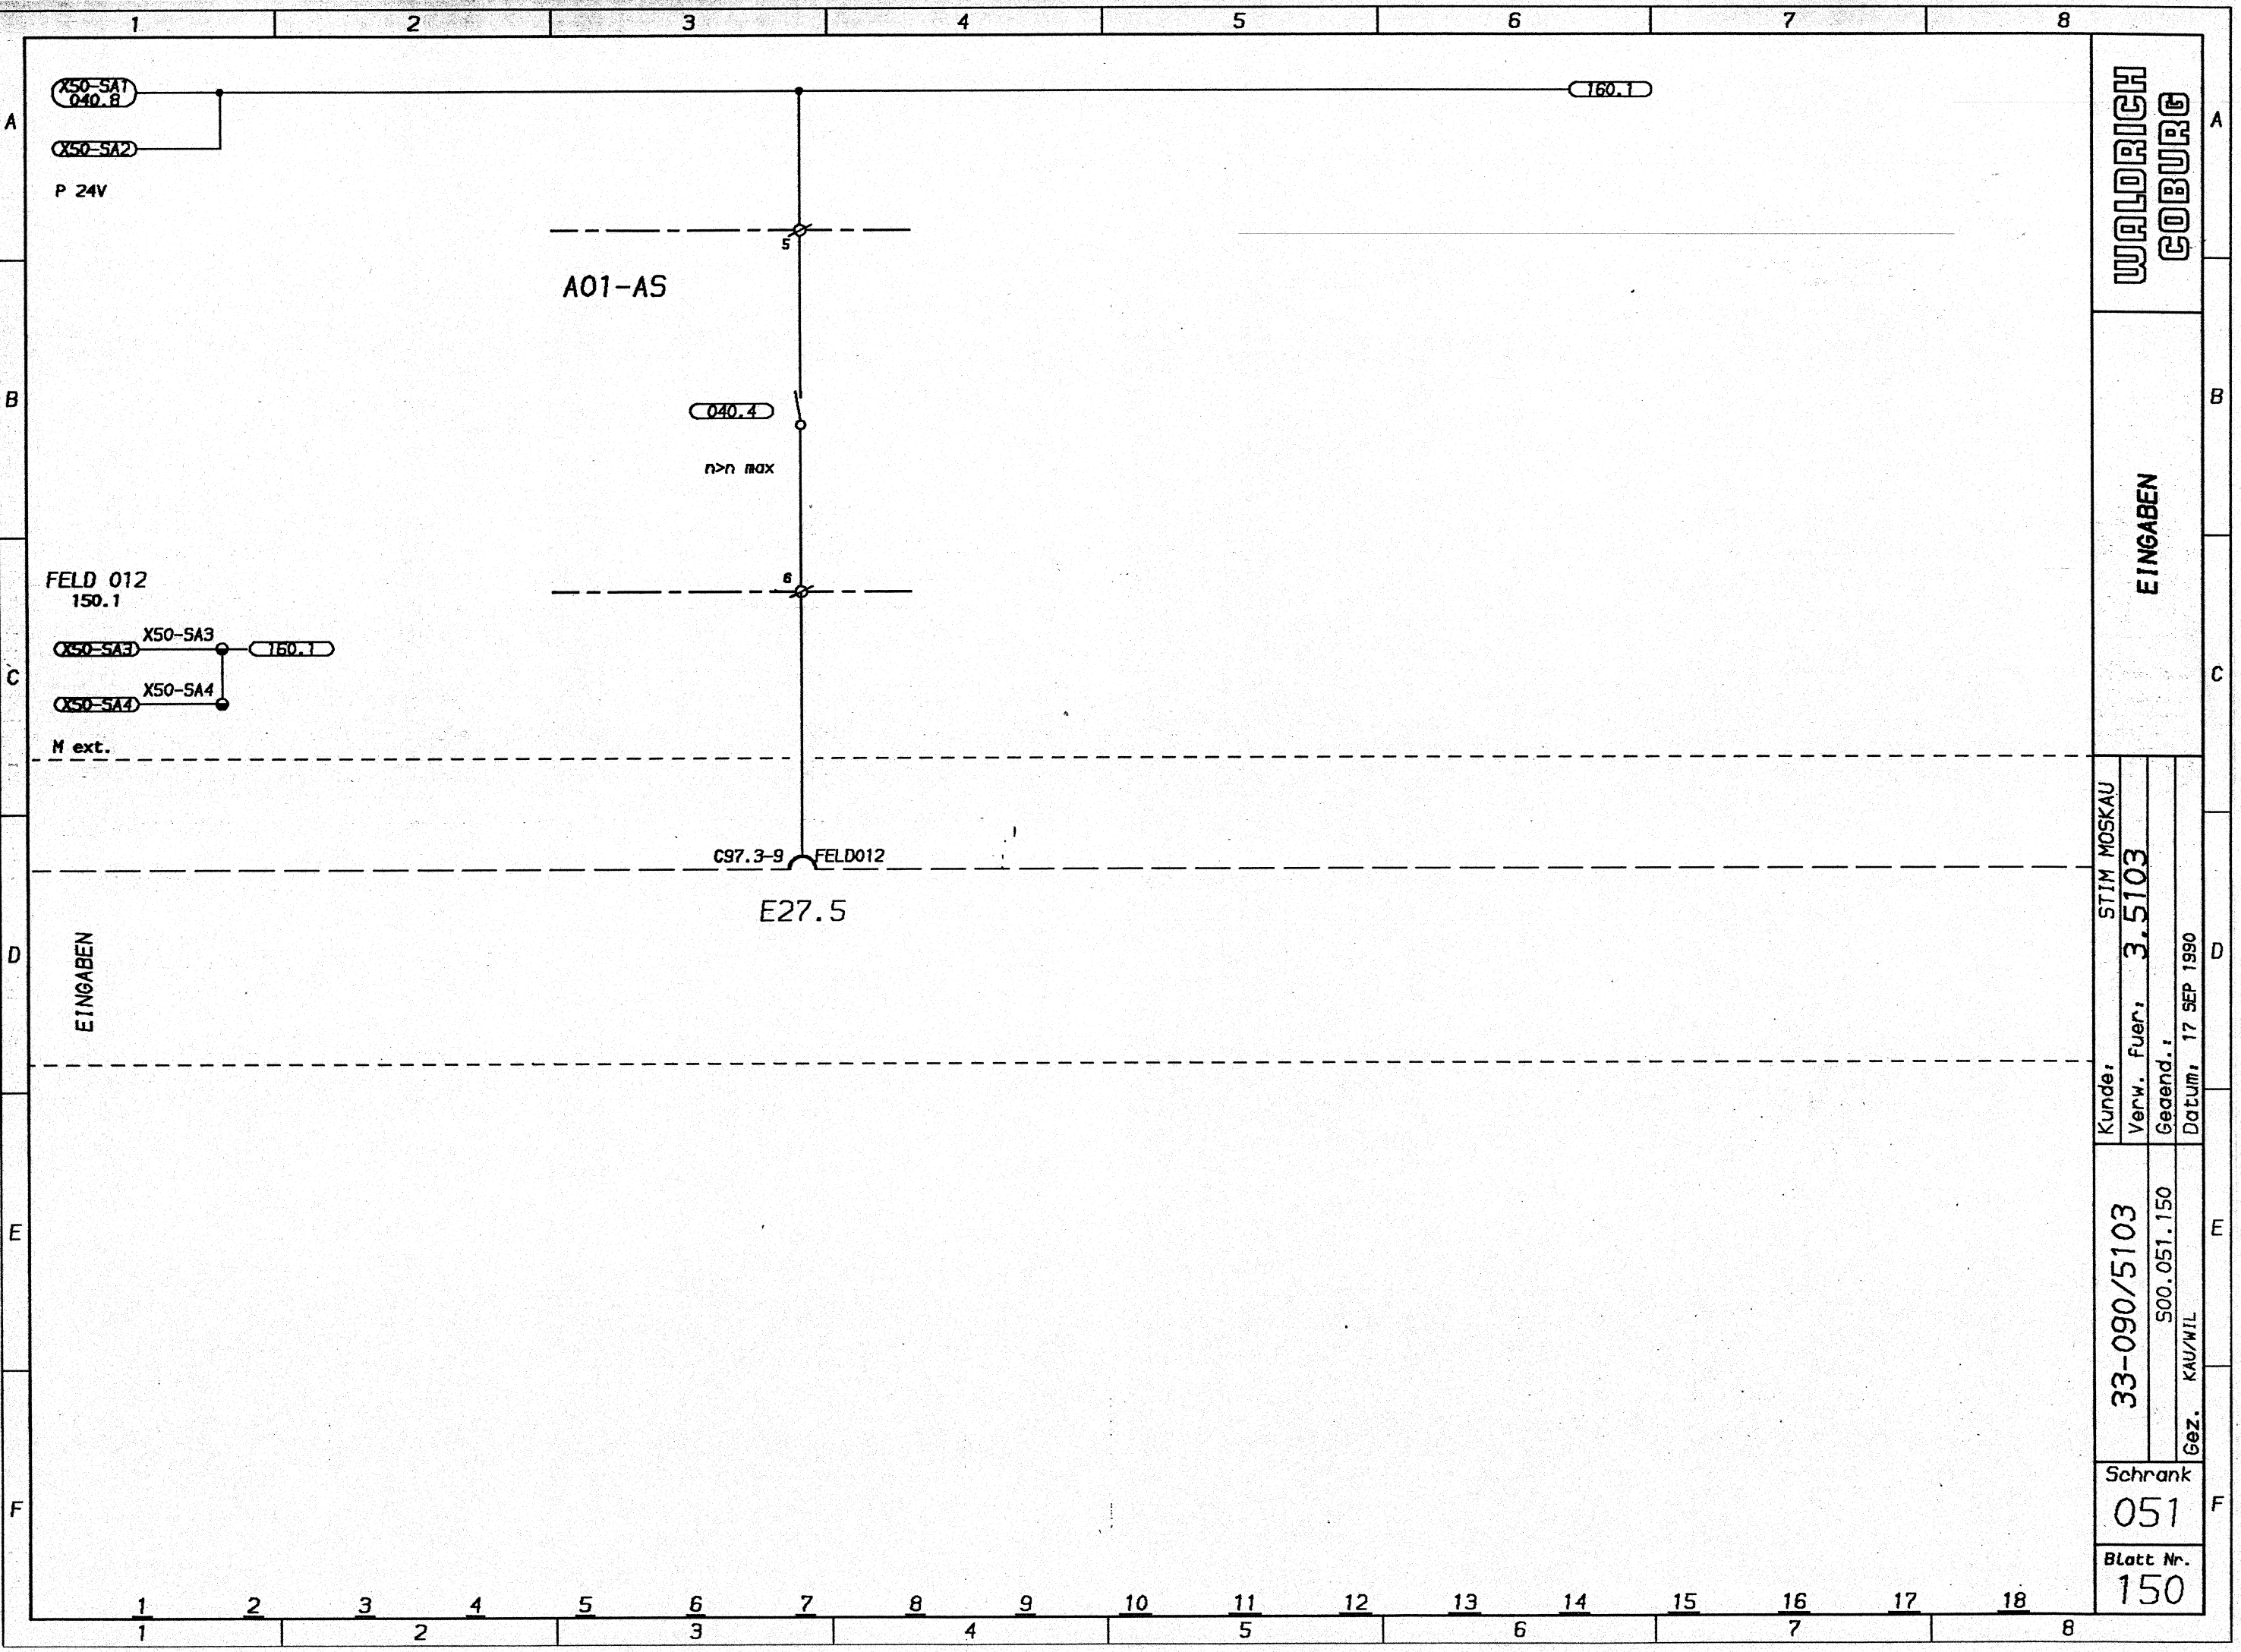 1 2 3 4 5 6 7 8
A A
X50-SA1
040.8
160.1
X50-SA2
P 24V
5
A01-AS
B B
040.4
n>n max
FELD 012
150.1
6
X50-SA3 X50-SA3 160.1
C C
X50-SA4 X50-SA4
M ext.
C97.3-9 FELD012
E27.5
D D
EINGABEN
E E
F F
1 2 3 4 5 6 7 8 9 10 11 12 13 14 15 16 17 18
1 2 3 4 5 6 7 8
WALDRICH
COBURG
EINGABEN
Kunde: STIM MOSKAU
Verw. fuer: 3.5103
Geaend.:
Datum: 17 SEP 1990
33-090/5103
S00.051.150
Gez. KAU/WIL
Schrank
051
Blatt Nr.
150